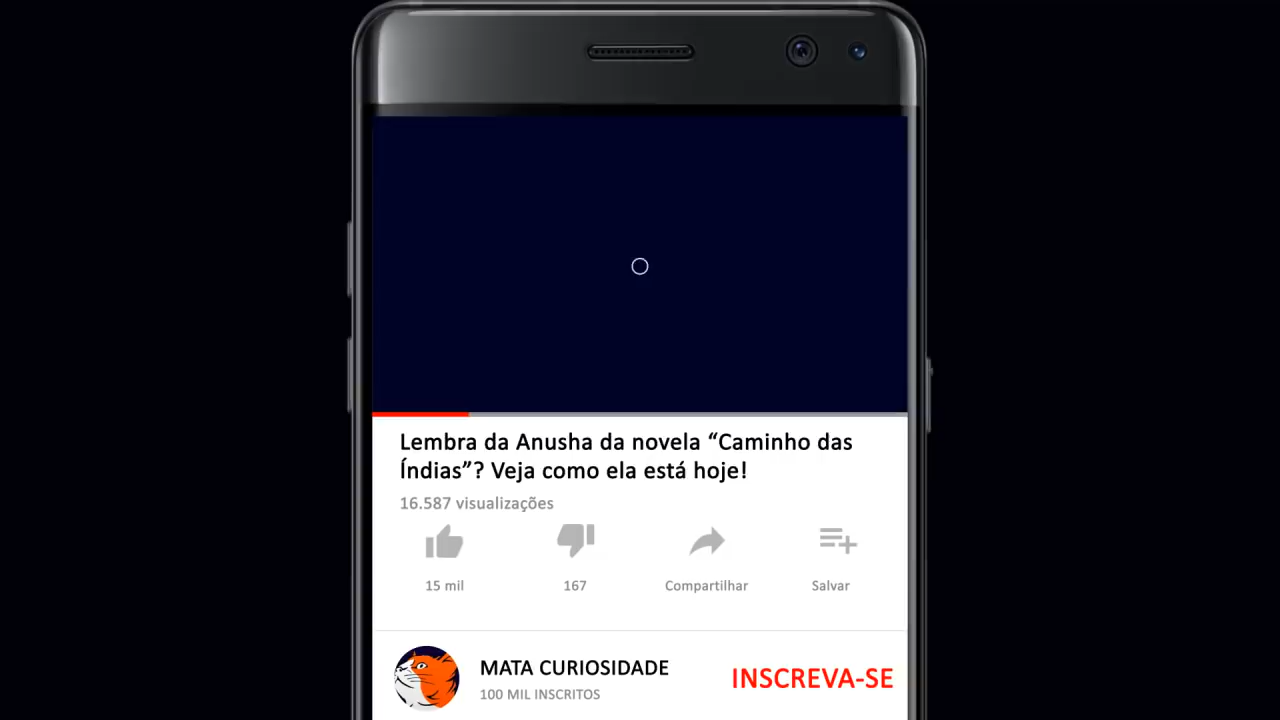 Lembra da Anusha da novela “Caminho das
Índias”? Veja como ela está hoje!
16.587 visualizações
15 mil
167
Compartilhar
Salvar
MATA CURIOSIDADE
INSCREVA-SE
100 MIL INSCRITOS